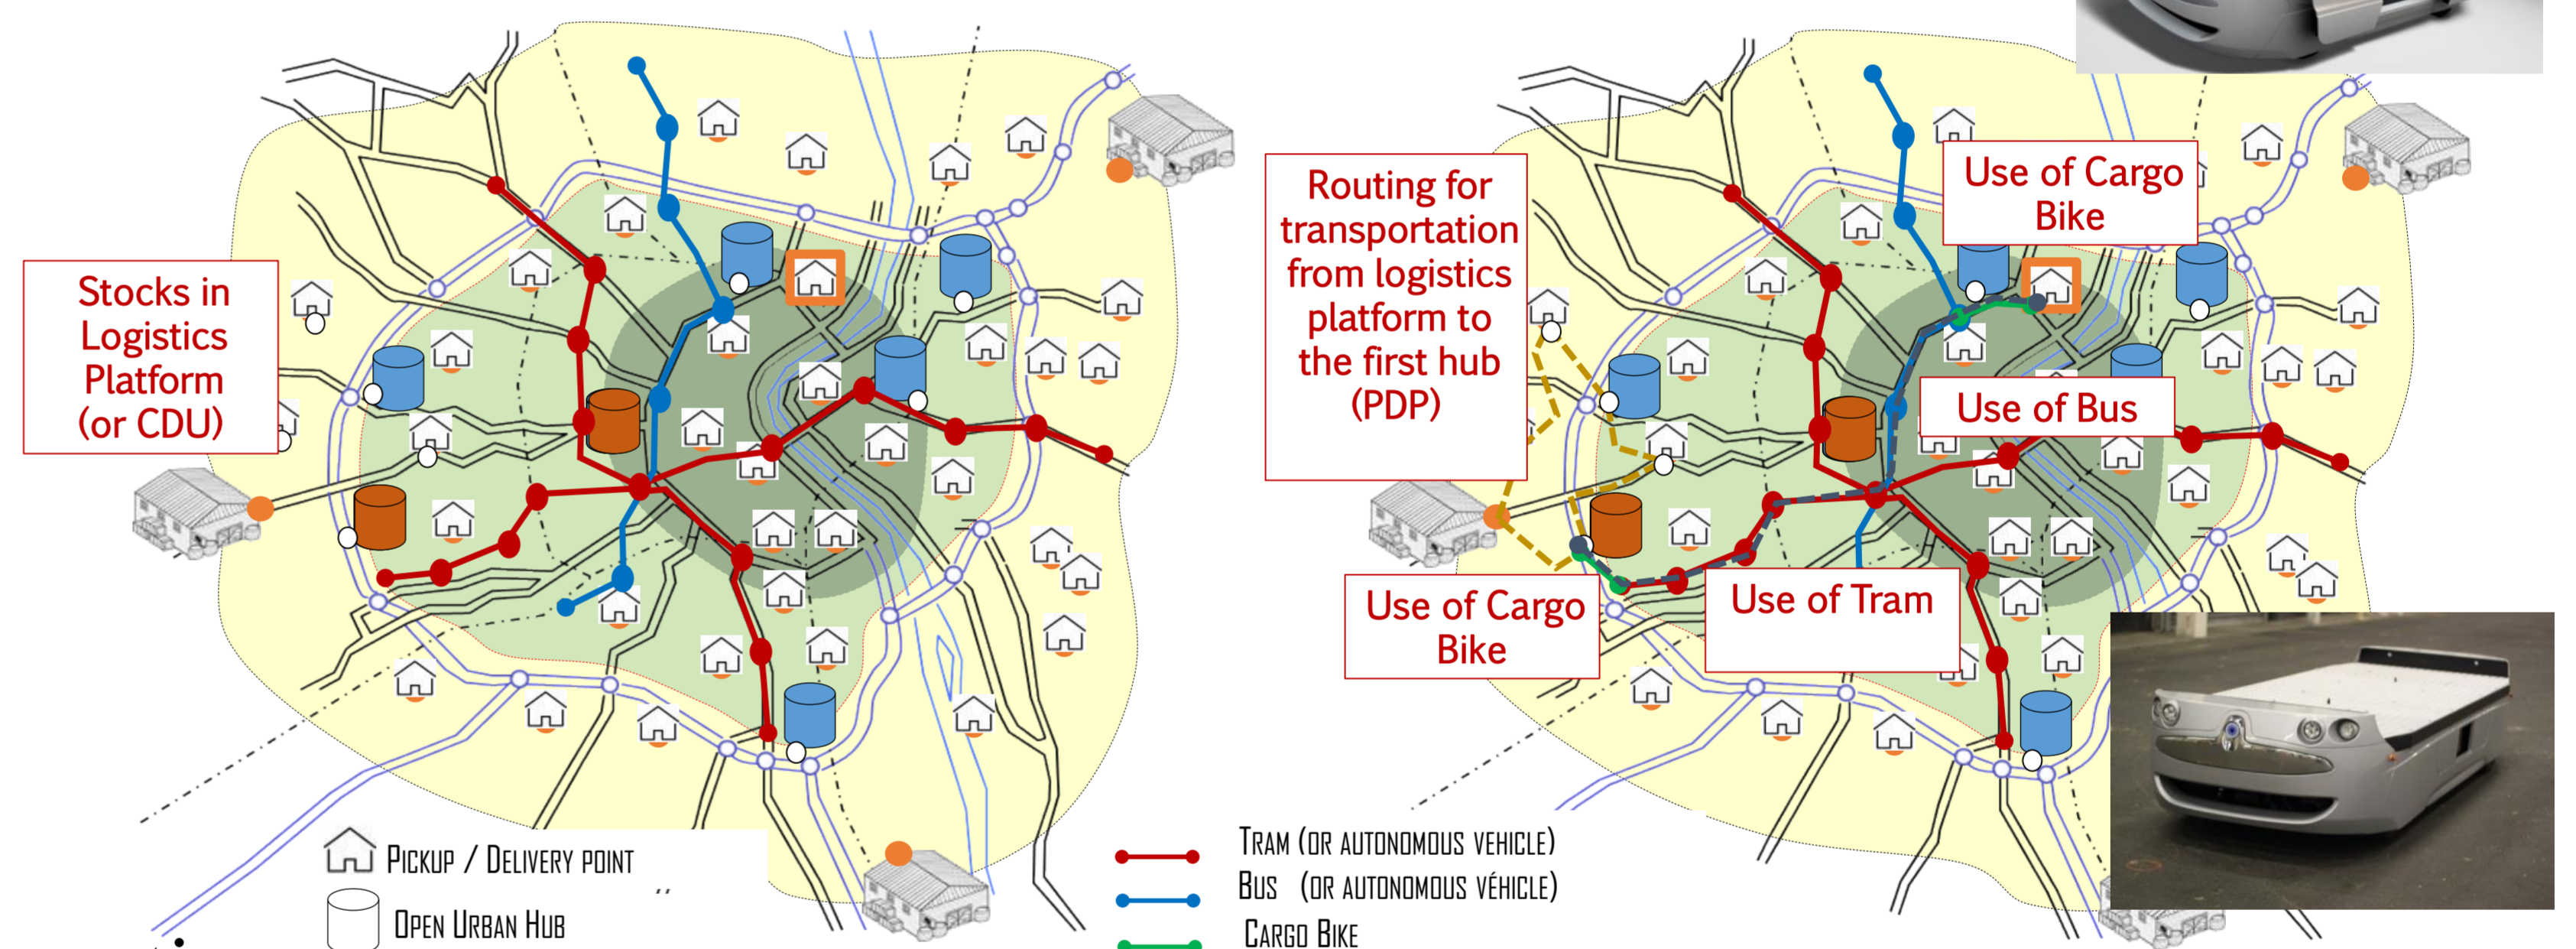 Stocks in
Logistics
Platform
(or CDU)
Routing for
transportation
from logistics
platform to
the first hub
(PDP)
Use of Cargo
Bike
Use of Bus
Use of Cargo
Bike
Use of Tram
PICKUP / DELIVERY POINT
OPEN URBAN HUB
TRAM (OR AUTONOMOUS VEHICLE)
BUS (OR AUTONOMOUS VÉHICLE)
CARGO BIKE